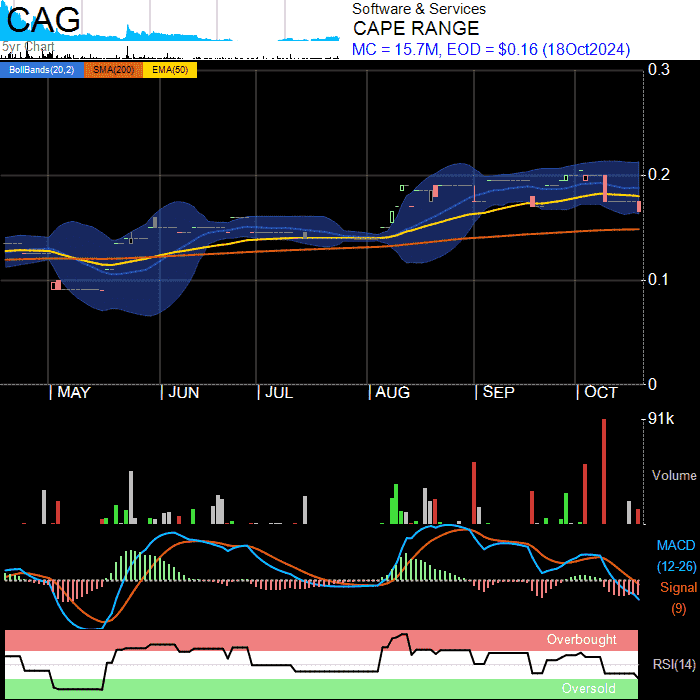 CAG
5yr Chart
Software & Services
CAPE RANGE
MC = 15.7M, EOD = $0.16 (18Oct2024)
BollBands(20,2) SMA(200) EMA(50)
0.3
0.2
0.1
0
MAY JUN JUL AUG SEP OCT
91k
Volume
MACD
(12-26)
Signal
(9)
Overbought
RSI(14)
Oversold